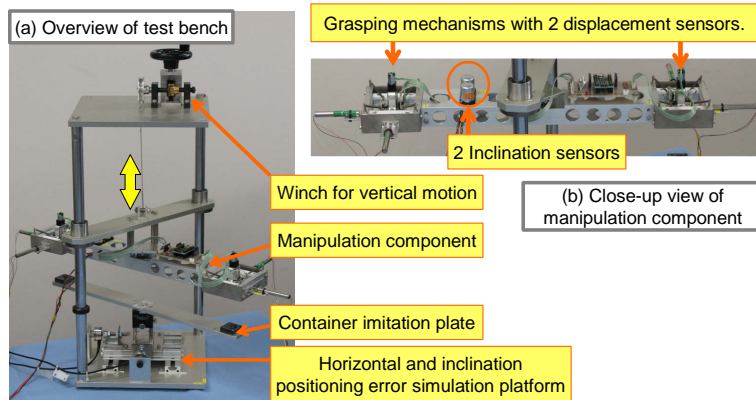 (a) Overview of test bench
Grasping mechanisms with 2 displacement sensors.
2 Inclination sensors
Winch for vertical motion
(b) Close-up view of
manipulation component
Manipulation component
Container imitation plate
Horizontal and inclination
positioning error simulation platform